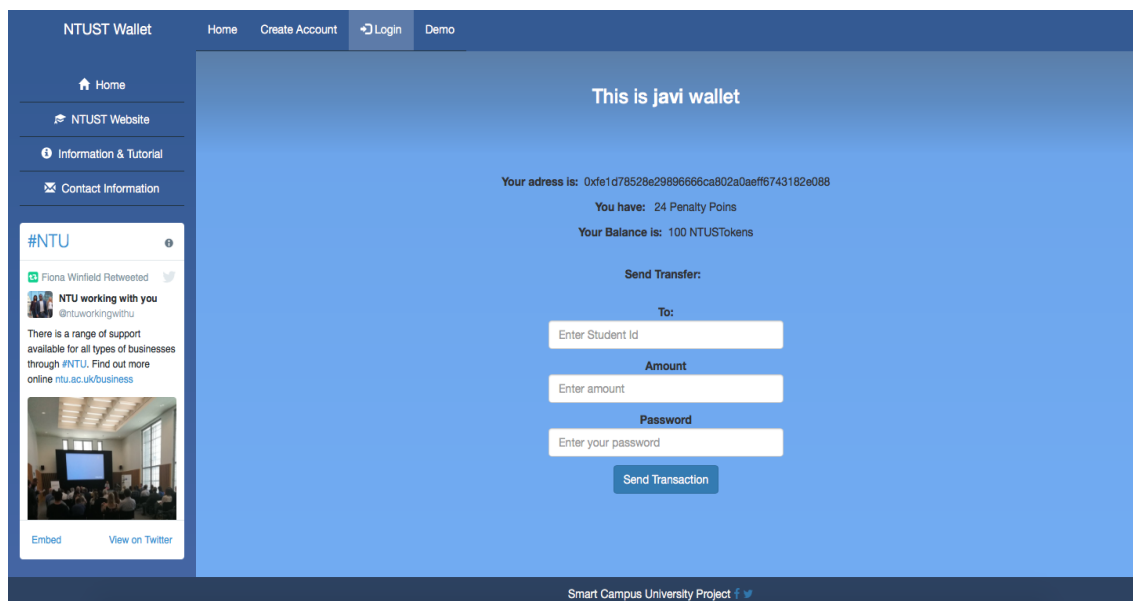 NTUST Wallet
Home
Create Account
Login
Demo
Home
NTUST Website
Information & Tutorial
Contact Information
#NTU
Fiona Winfield Retweeted
NTU working with you
@ntuworkingwithu
There is a range of support
available for all types of businesses
through #NTU. Find out more
online ntu.ac.uk/business
Embed
View on Twitter
This is javi wallet
Your adress is: 0xfe1d78528e29896666ca802a0aeff6743182e088
You have: 24 Penalty Poins
Your Balance is: 100 NTUSTokens
Send Transfer:
To:
Enter Student Id
Amount
Enter amount
Password
Enter your password
Send Transaction
Smart Campus University Project